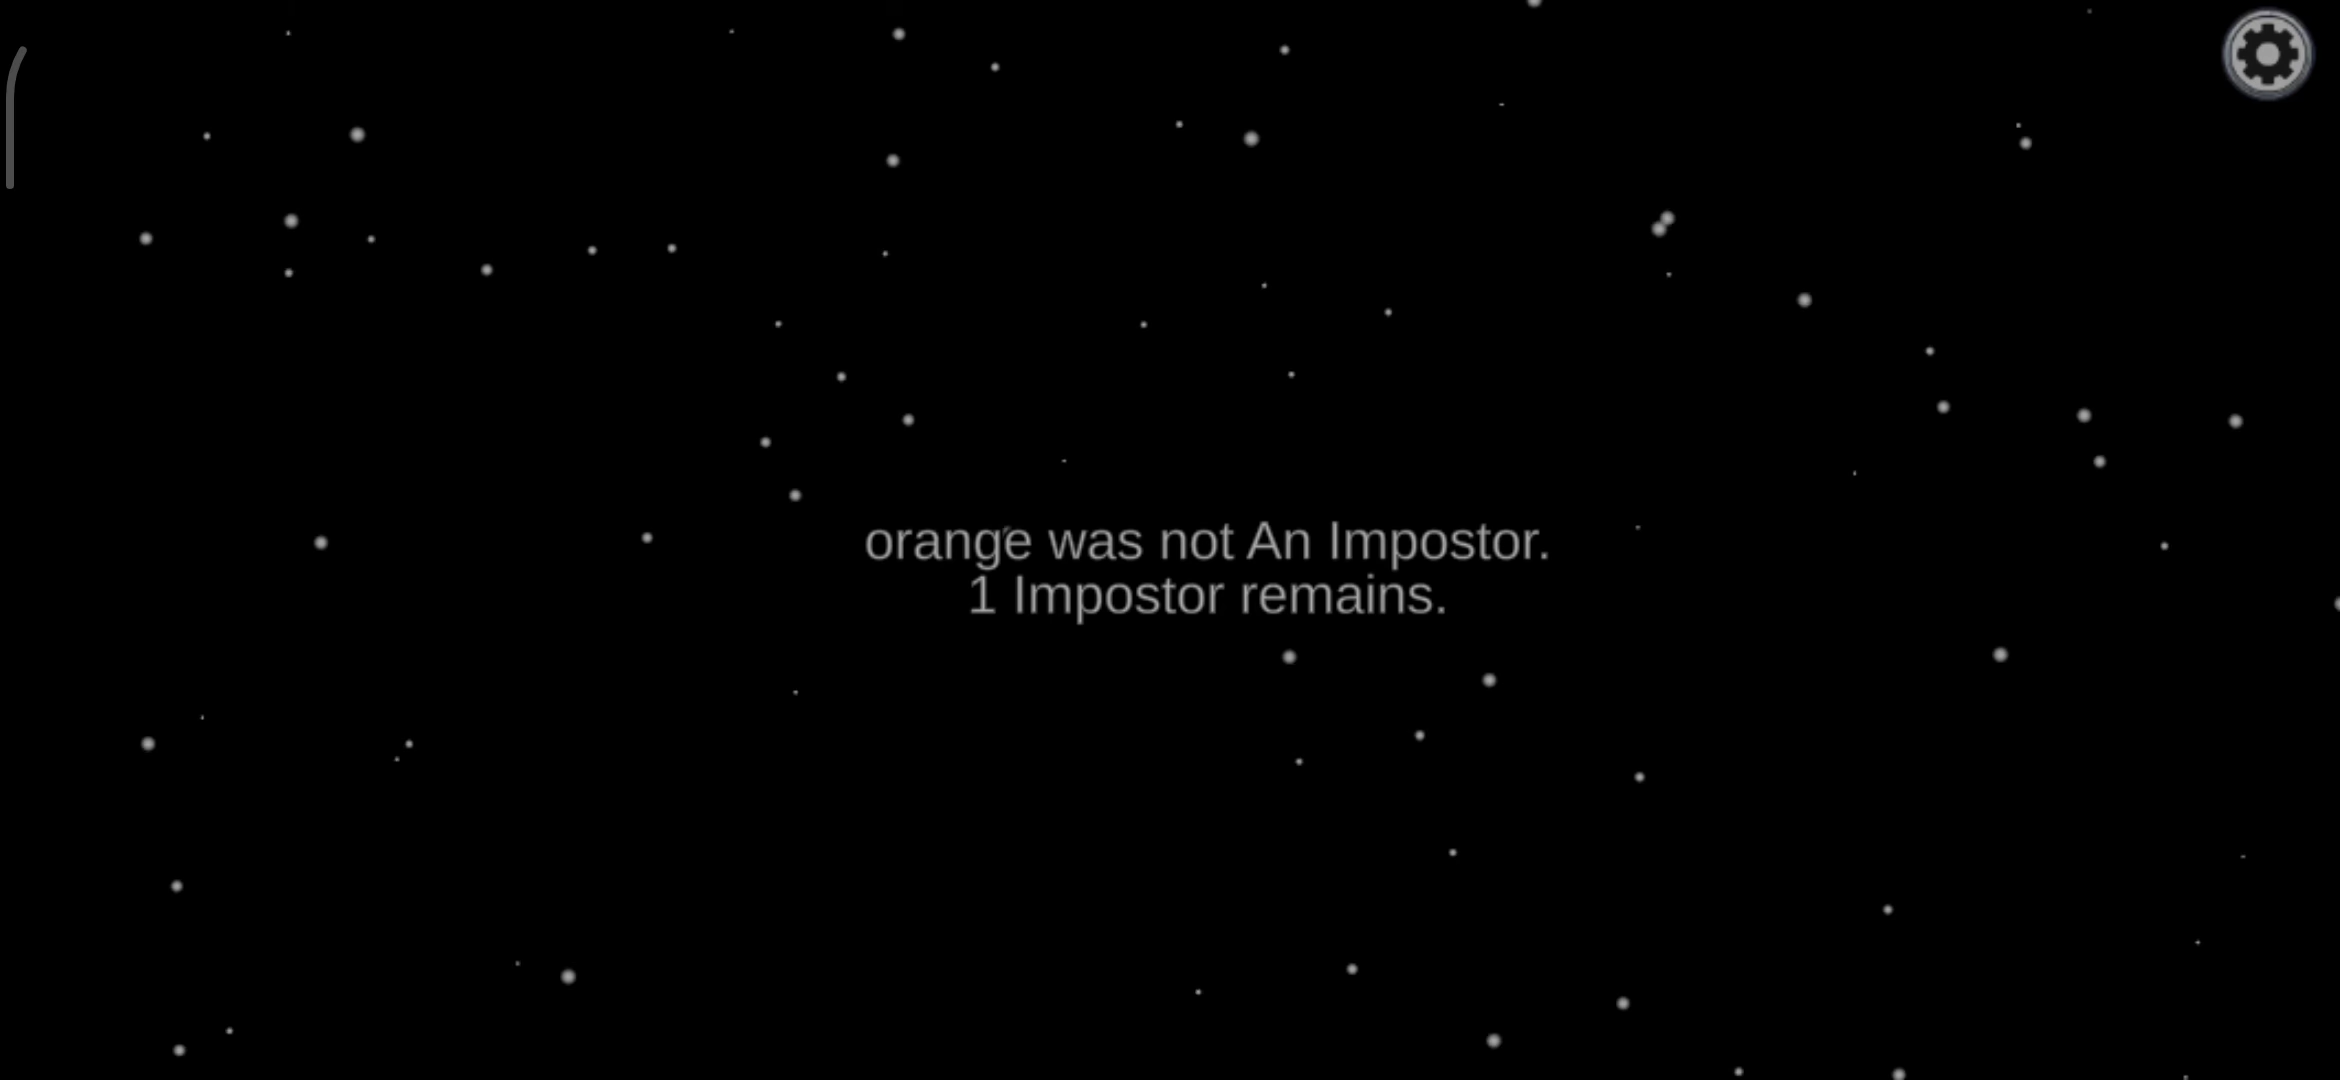 orange was not An Impostor.
1 Impostor remains.